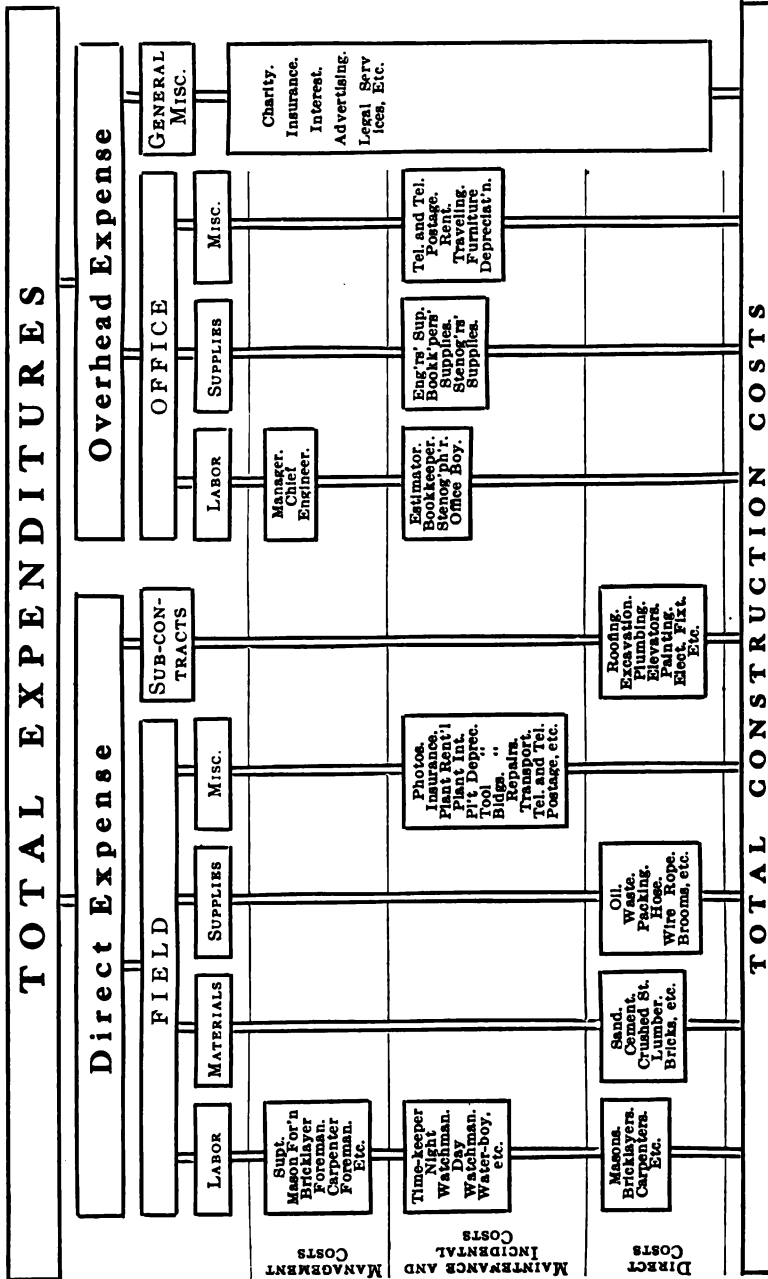 TOTAL EXPENDITURES
Direct Expense
Overhead Expense
FIELD
SUB-CON-
TRACTS
OFFICE
GENERAL
MISC.
LABOR
MATERIALS
SUPPLIES
MISC.
LABOR
SUPPLIES
MISC.
MANAGEMENT
COSTS
Supt.
Mason For'n
Bricklayer
Foreman.
Carpenter
Foreman.
Etc.
Manager.
Chief
Engineer.
Charity.
Insurance.
Interest.
Advertising.
Legal Serv
ices, Etc.
MAINTENANCE AND
INCIDENTAL
COSTS
Time-keeper
Night
Watchman.
Day
Watchman.
Water-boy,
etc.
Photos.
Insurance.
Plant Rent'l
Plant Int.
Pl't Deprec.
Tool "
Bldgs. "
Repairs.
Transport.
Tel. and Tel.
Postage, etc.
Estimator.
Bookkeeper.
Stenog'ph'r.
Office Boy.
Eng'rs' Sup.
Bookk'pers'
Supplies.
Stenog'rs'
Supplies.
Tel. and Tel.
Postage.
Rent.
Traveling.
Furniture
Depreciat'n.
DIRECT
COSTS
Masons.
Bricklayers.
Carpenters.
Etc.
Sand.
Cement.
Crushed St.
Lumber.
Bricks, etc.
Oil.
Waste.
Packing.
Hose.
Wire Rope.
Brooms, etc.
Roofing.
Excavation.
Plumbing.
Elevators.
Painting.
Elect. Fixt.
Etc.
TOTAL CONSTRUCTION COSTS